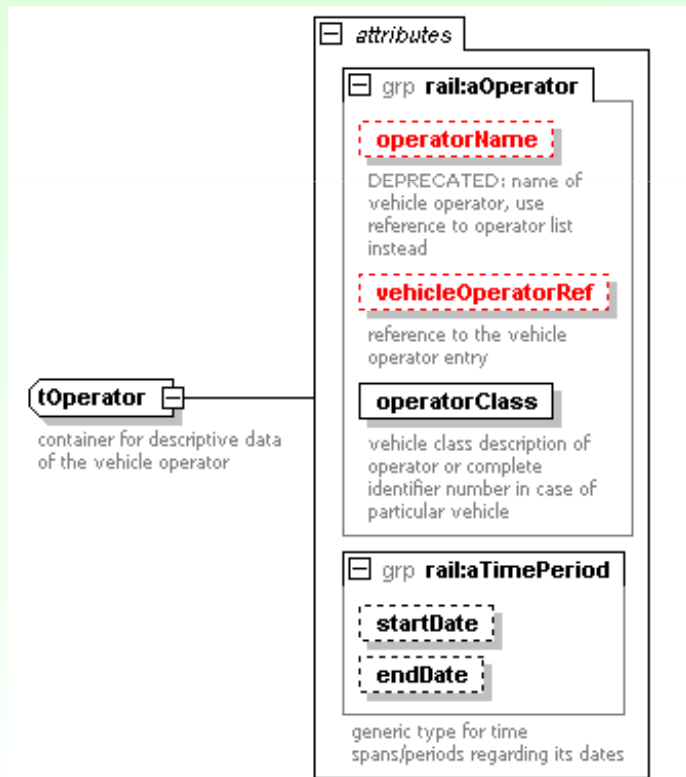 attributes
grp rail:aOperator
operatorName
DEPRECATED: name of
vehicle operator, use
reference to operator list
instead
vehicleOperatorRef
reference to the vehicle
operator entry
tOperator
operatorClass
container for descriptive data
of the vehicle operator
vehicle class description of
operator or complete
identifier number in case of
particular vehicle
grp rail:aTimePeriod
startDate
endDate
generic type for time
spans/periods regarding its dates